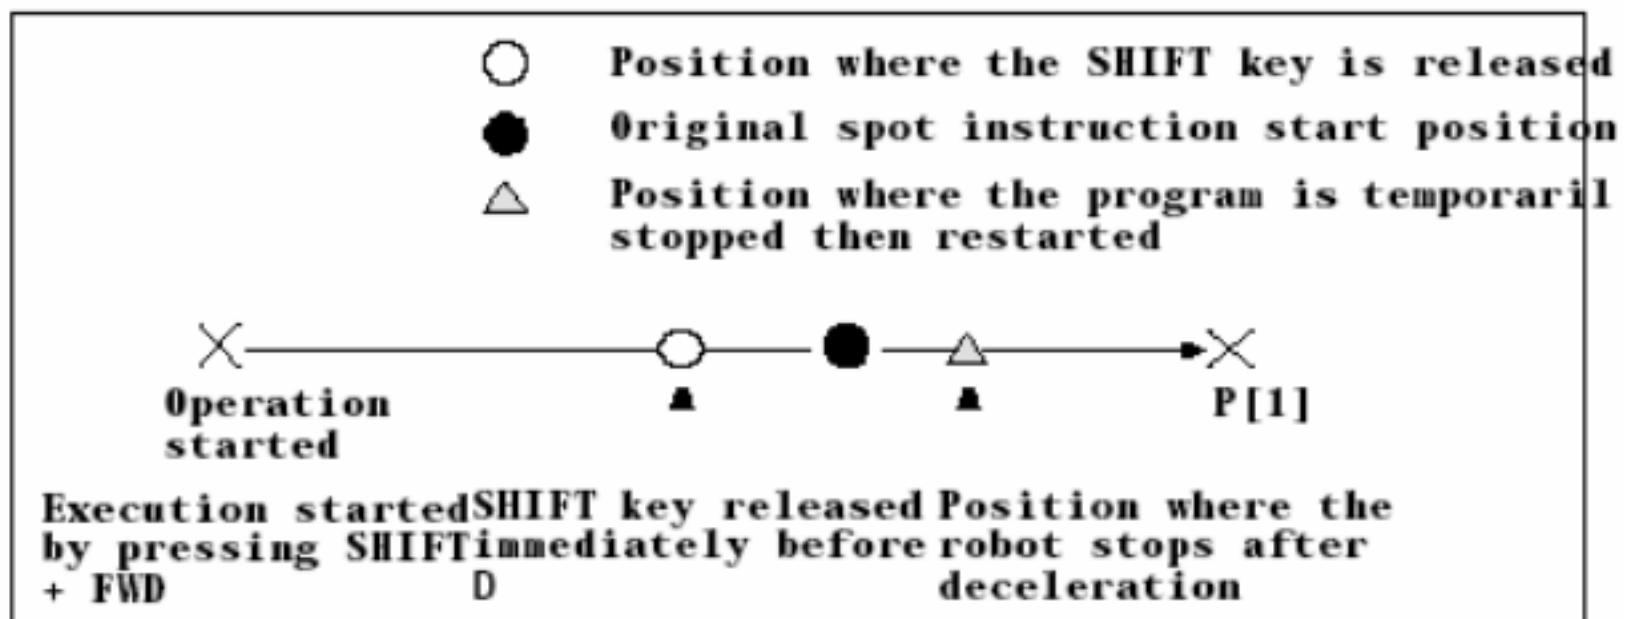 Position where the SHIFT key is released
Original spot instruction start position
Position where the program is temporaril
stopped then restarted
Operation
started
P[1]
Execution started
by pressing SHIFT
+ FWD
SHIFT key released
immediately before
D
Position where the
robot stops after
deceleration